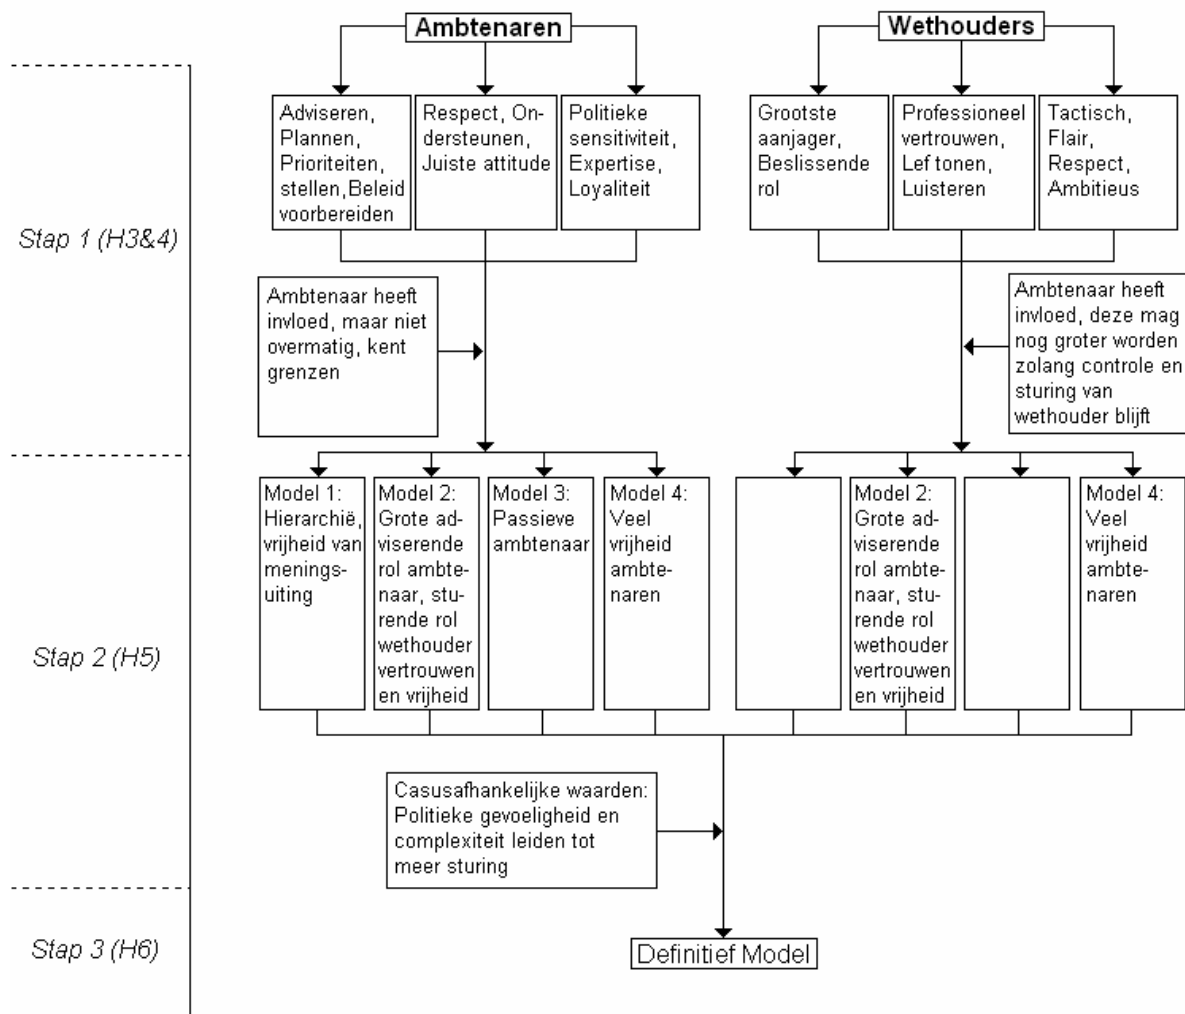 Ambtenaren
Wethouders
Adviseren,
Plannen,
Prioriteiten,
stellen,Beleid
voorbereiden
Respect, On-
dersteunen,
Juiste attitude
Politieke
sensitiviteit,
Expertise,
Loyaliteit
Grootste
aanjager,
Beslissende
rol
Professioneel
vertrouwen,
Lef tonen,
Luisteren
Tactisch,
Flair,
Respect,
Ambitieus
Stap 1 (H3&4)
Ambtenaar heeft
invloed, maar niet
overmatig, kent
grenzen
Ambtenaar heeft
invloed, deze mag
nog groter worden
zolang controle en
sturing van
wethouder blijft
Stap 2 (H5)
Model 1:
Hierarchië,
vrijheid van
menings-
uiting
Model 2:
Grote ad-
viserende
rol ambte-
naar, stu-
rende rol
wethouder
vertrouwen
en vrijheid
Model 3:
Passieve
ambtenaar
Model 4:
Veel
vrijheid
ambte-
naren
Model 2:
Grote ad-
viserende
rol ambte-
naar, stu-
rende rol
wethouder
vertrouwen
en vrijheid
Model 4:
Veel
vrijheid
ambte-
naren
Casusafhankelijke waarden:
Politieke gevoeligheid en
complexiteit leiden tot
meer sturing
Stap 3 (H6)
Definitief Model